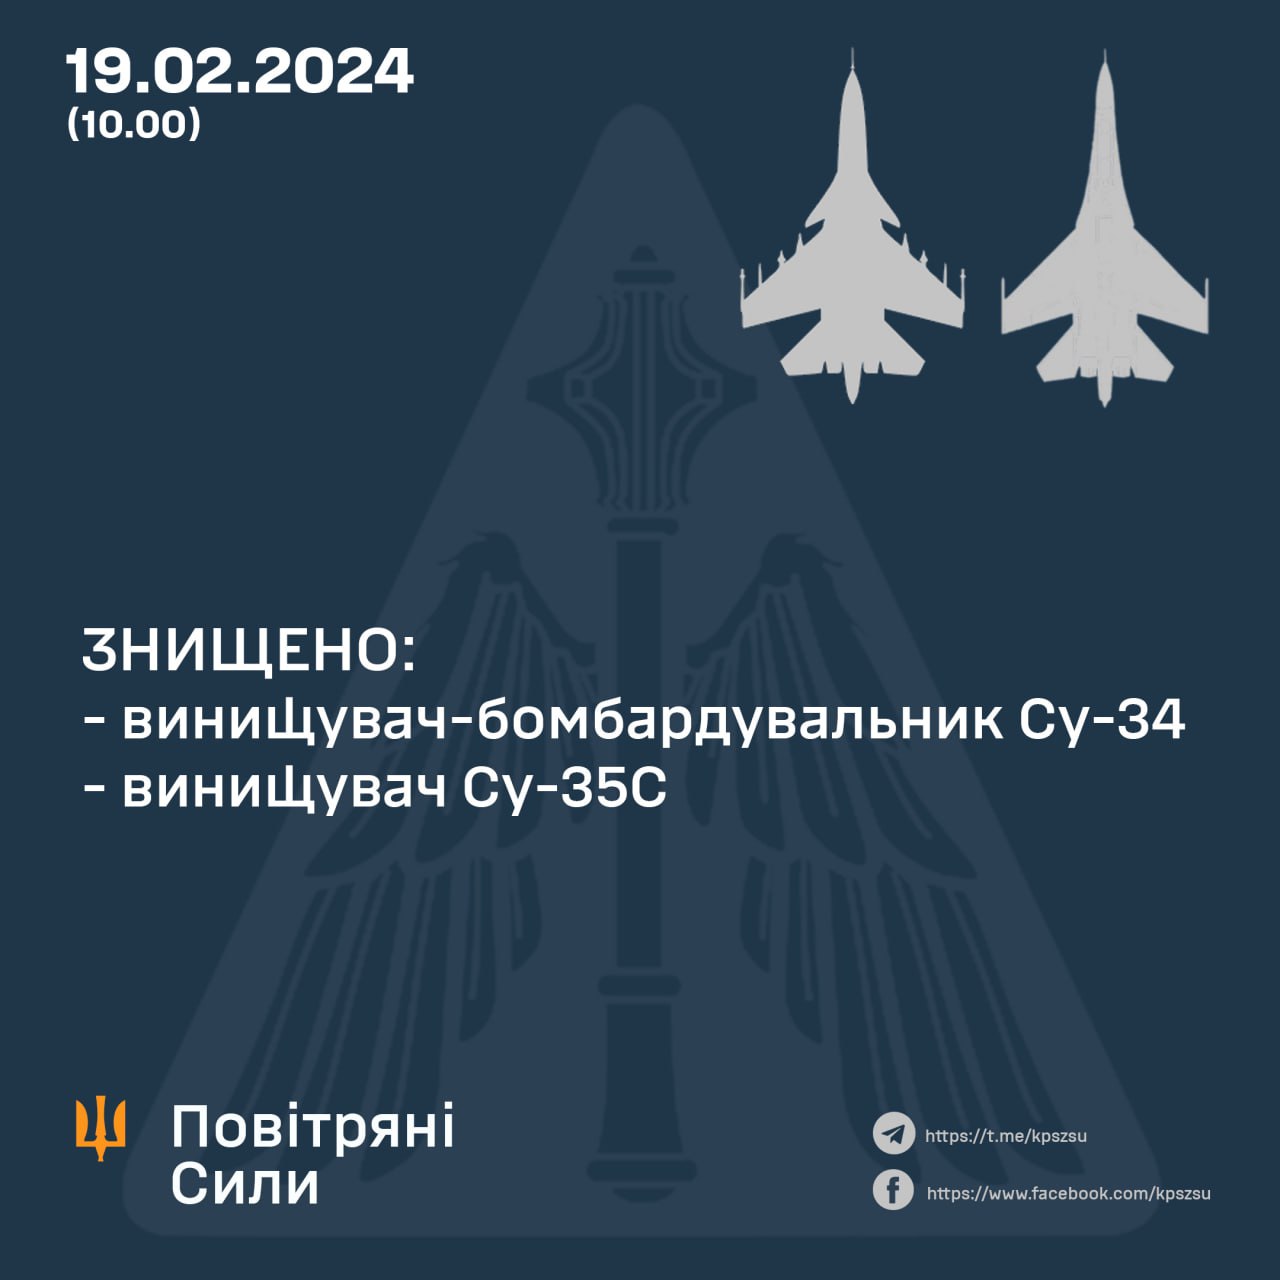 19.02.2024
(10.00)
ЗНИЩЕНО:
- винищувач-бомбардувальник Су-34
- винищувач Су-35С
Повітряні
Сили
https://t.me/kpszsu
https://www.facebook.com/kpszsu